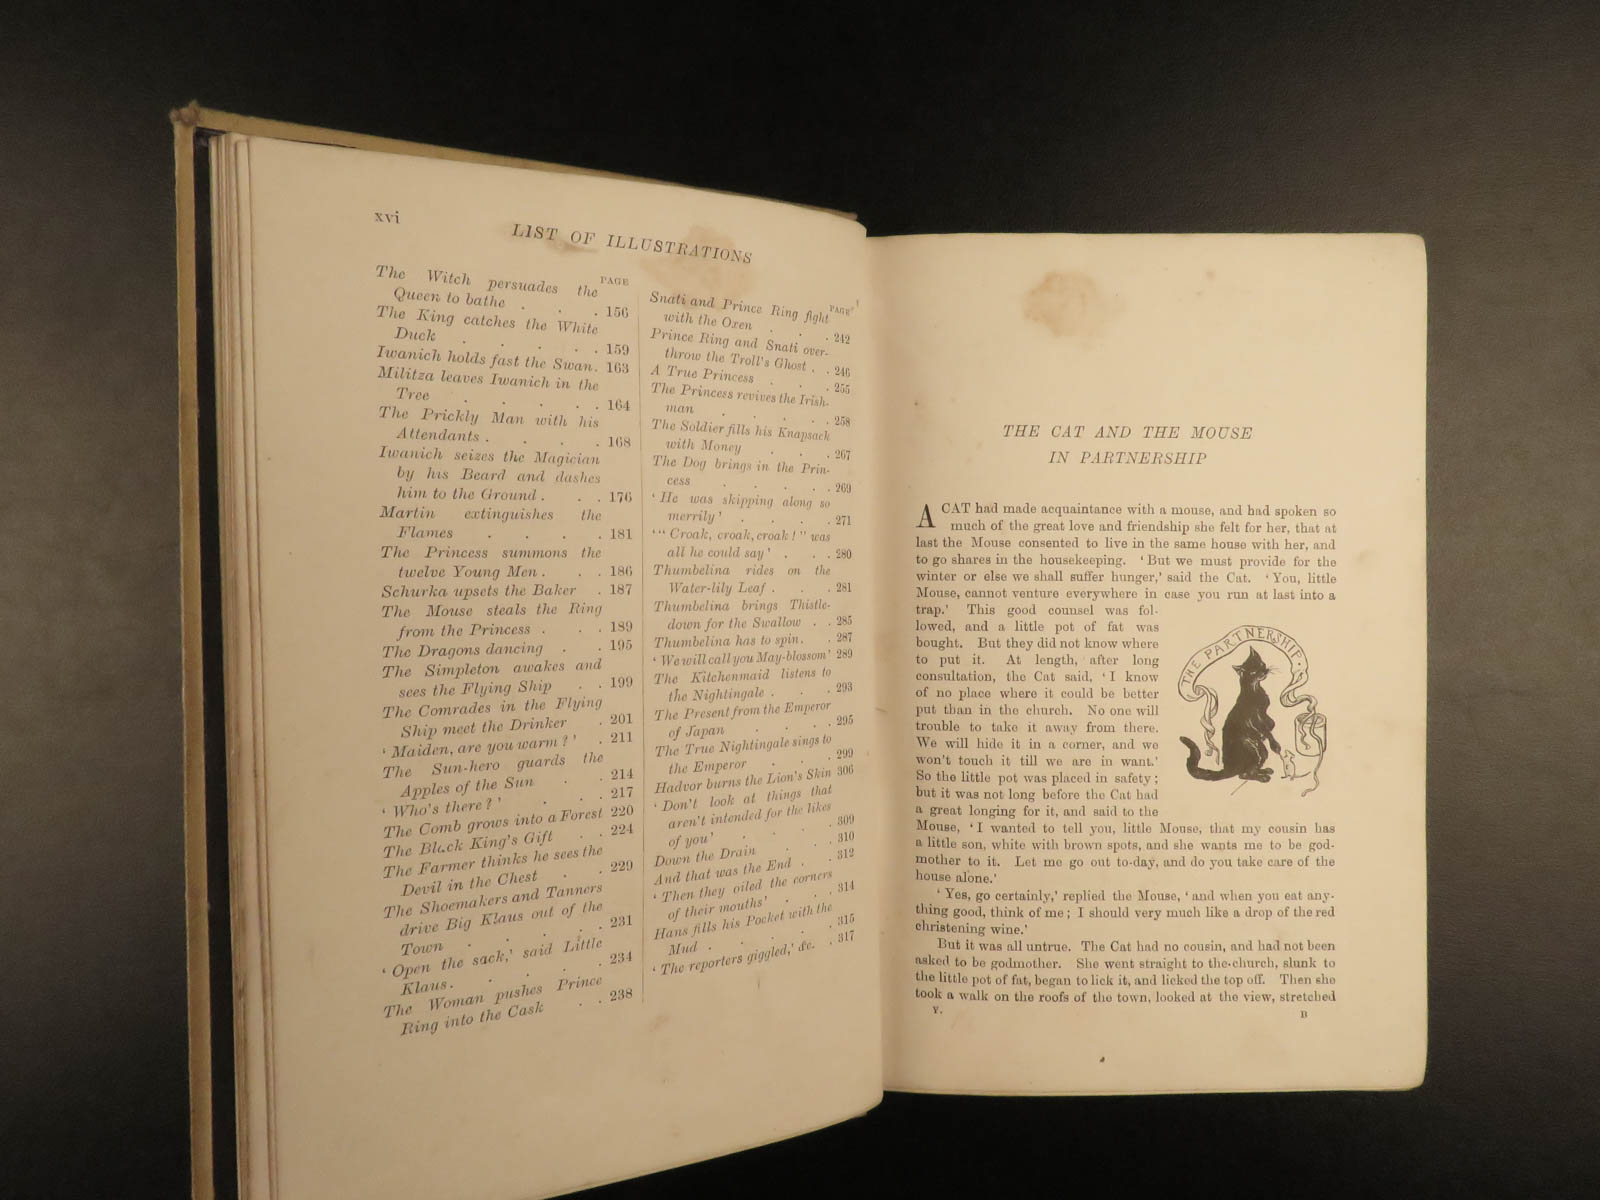 xvi
LIST OF ILLUSTRATIONS
PAGE
The Witch persuades the
Queen to bathe . . . 156
The King catches the White
Duck . . . . . 159
Iwanich holds fast the Swan . 163
Militza leaves Iwanich in the
Tree . . . . . 164
The Prickly Man with his
Attendants . . . . 168
Iwanich seizes the Magician
by his Beard and dashes
him to the Ground . . . 176
Martin extinguishes the
Flames . . . . 181
The Princess summons the
twelve Young Men . . . 186
Schurka upsets the Baker . 187
The Mouse steals the Ring
from the Princess . . . 189
The Dragons dancing . . 195
The Simpleton awakes and
sees the Flying Ship . . 199
The Comrades in the Flying
Ship meet the Drinker . 201
‘ Maiden, are you warm ? ’ . 211
The Sun-hero guards the
Apples of the Sun . . 214
‘ Who's there ? ’ . . . 217
The Comb grows into a Forest 220
The Black King's Gift . . 224
The Farmer thinks he sees the
Devil in the Chest . . 229
The Shoemakers and Tanners
drive Big Klaus out of the
Town . . . . . 231
‘ Open the sack,’ said Little
Klaus . . . . . 234
The Woman pushes Prince
Ring into the Cask . . 238
PAGE
Snati and Prince Ring fight
with the Oxen . . . 242
Prince Ring and Snati over-
throw the Troll's Ghost . . 246
A True Princess . . . 255
The Princess revives the Irish-
man . . . . . 258
The Soldier fills his Knapsack
with Money . . . 267
The Dog brings in the Prin-
cess . . . . . 269
‘ He was skipping along so
merrily ’ . . . . 271
‘ “ Croak, croak, croak ! ” was
all he could say ’ . . . 280
Thumbelina rides on the
Water-lily Leaf . . . 281
Thumbelina brings Thistle-
down for the Swallow . . 285
Thumbelina has to spin . . 287
‘ We will call you May-blossom ’ 289
The Kitchenmaid listens to
the Nightingale . . . 293
The Present from the Emperor
of Japan . . . . 295
The True Nightingale sings to
the Emperor . . . 299
Hadvor burns the Lion's Skin 306
‘ Don't look at things that
aren't intended for the likes
of you ’ . . . . 309
Down the Drain . . . 310
And that was the End . . 312
‘ Then they oiled the corners
of their mouths ’ . . . 314
Hans fills his Pocket with the
Mud . . . . . 315
‘ The reporters giggled,’ &c. . 317
THE CAT AND THE MOUSE
IN PARTNERSHIP
A CAT had made acquaintance with a mouse, and had spoken so
much of the great love and friendship she felt for her, that at
last the Mouse consented to live in the same house with her, and
to go shares in the housekeeping. ‘ But we must provide for the
winter or else we shall suffer hunger,’ said the Cat. ‘ You, little
Mouse, cannot venture everywhere in case you run at last into a
trap.’ This good counsel was fol-
lowed, and a little pot of fat was
bought. But they did not know where
to put it. At length, after long
consultation, the Cat said, ‘ I know
of no place where it could be better
put than in the church. No one will
trouble to take it away from there.
We will hide it in a corner, and we
won't touch it till we are in want.’
So the little pot was placed in safety ;
but it was not long before the Cat had
a great longing for it, and said to the
THE PARTNERSHIP.
Mouse, ‘ I wanted to tell you, little Mouse, that my cousin has
a little son, white with brown spots, and she wants me to be god-
mother to it. Let me go out to-day, and do you take care of the
house alone.’
‘ Yes, go certainly,’ replied the Mouse, ‘ and when you eat any-
thing good, think of me ; I should very much like a drop of the red
christening wine.’
But it was all untrue. The Cat had no cousin, and had not been
asked to be godmother. She went straight to the church, slunk to
the little pot of fat, began to lick it, and licked the top off. Then she
took a walk on the roofs of the town, looked at the view, stretched
Y.
B